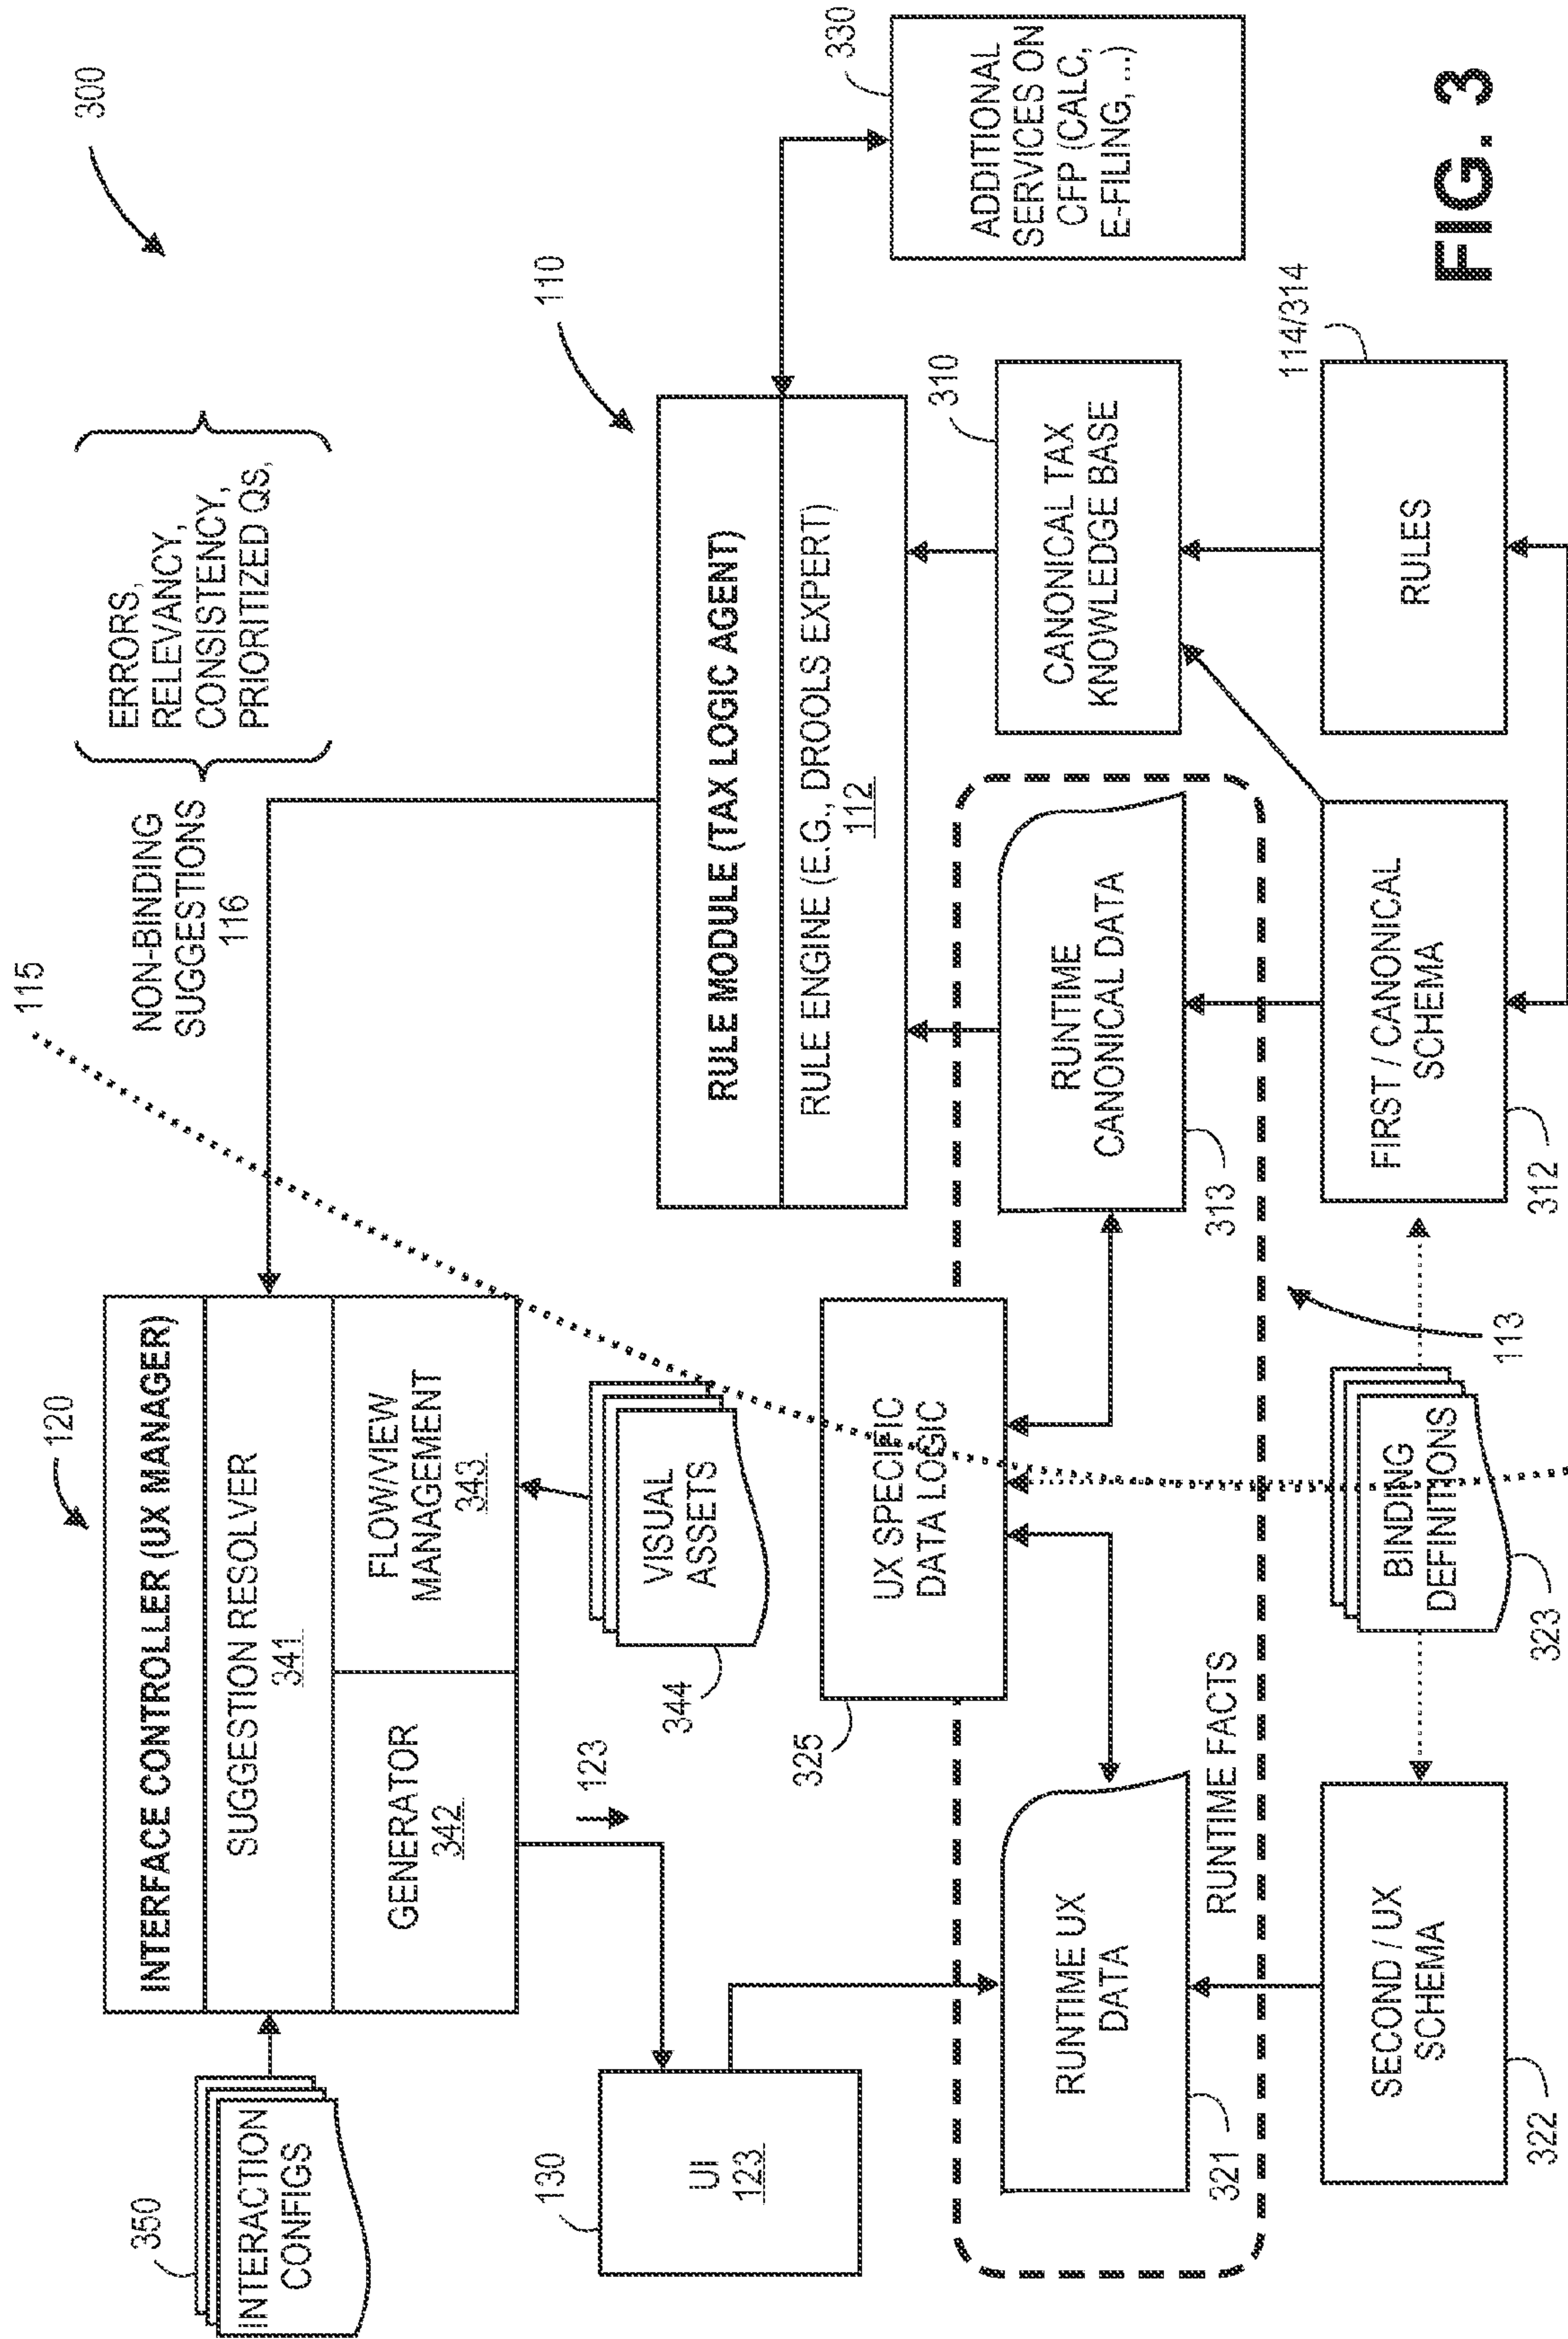 300
115
120
350
INTERACTION
CONFIGS
INTERFACE CONTROLLER (UX MANAGER)
SUGGESTION RESOLVER
341
GENERATOR
342
FLOW/VIEW
MANAGEMENT
343
NON-BINDING
SUGGESTIONS
116
ERRORS,
RELEVANCY,
CONSISTENCY,
PRIORITIZED QS,
123
130
UI
123
344
VISUAL
ASSETS
110
RULE MODULE (TAX LOGIC AGENT)
RULE ENGINE (E.G., DROOLS EXPERT)
112
330
ADDITIONAL
SERVICES ON
CFP (CALC,
E-FILING, ...)
325
UX SPECIFIC
DATA LOGIC
RUNTIME UX
DATA
321
RUNTIME FACTS
RUNTIME
CANONICAL DATA
313
310
CANONICAL TAX
KNOWLEDGE BASE
113
SECOND / UX
SCHEMA
322
BINDING
DEFINITIONS
323
FIRST / CANONICAL
SCHEMA
312
114/314
RULES
FIG. 3